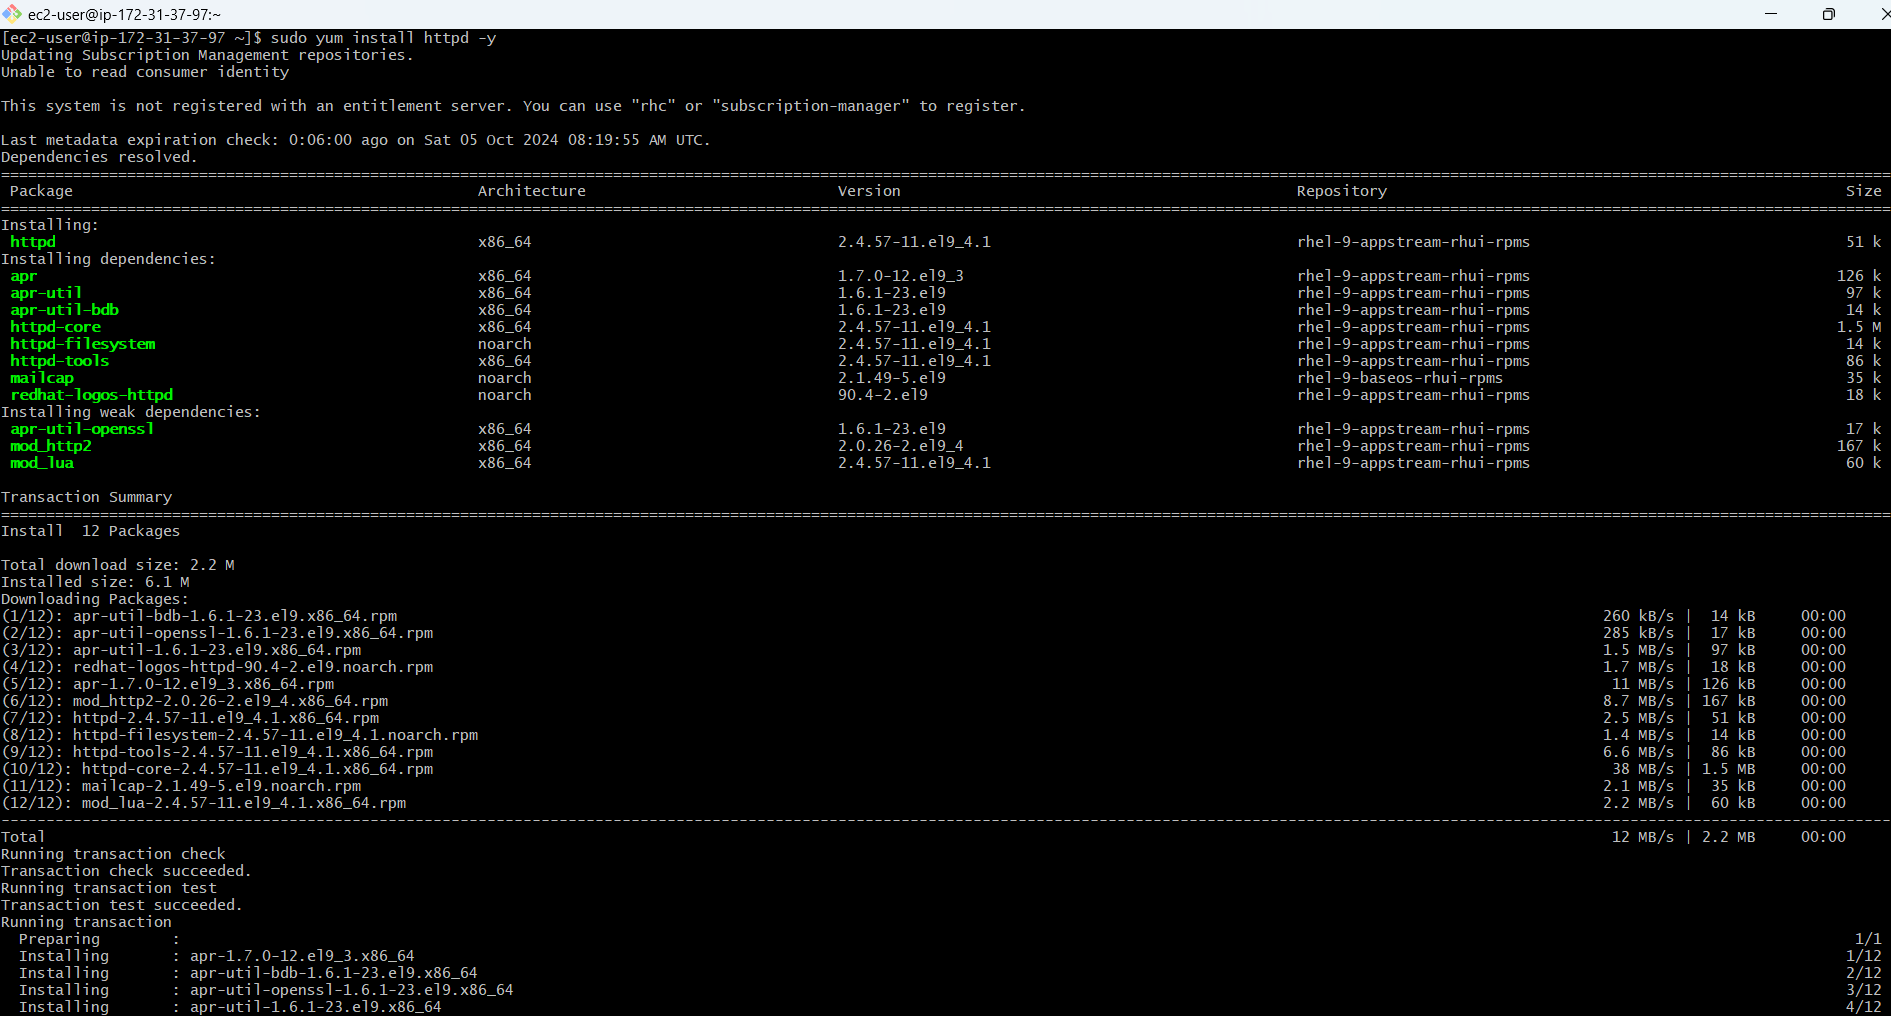 ec2-user@ip-172-31-37-97:~
[ec2-user@ip-172-31-37-97 ~]$ sudo yum install httpd -y
Updating Subscription Management repositories.
Unable to read consumer identity
This system is not registered with an entitlement server. You can use "rhc" or "subscription-manager" to register.
Last metadata expiration check: 0:06:00 ago on Sat 05 Oct 2024 08:19:55 AM UTC.
Dependencies resolved.
Package Architecture Version Repository Size
Installing:
httpd x86_64 2.4.57-11.el9_4.1 rhel-9-appstream-rhui-rpms 51 k
Installing dependencies:
apr x86_64 1.7.0-12.el9_3 rhel-9-appstream-rhui-rpms 126 k
apr-util x86_64 1.6.1-23.el9 rhel-9-appstream-rhui-rpms 97 k
apr-util-bdb x86_64 1.6.1-23.el9 rhel-9-appstream-rhui-rpms 14 k
httpd-core x86_64 2.4.57-11.el9_4.1 rhel-9-appstream-rhui-rpms 1.5 M
httpd-filesystem noarch 2.4.57-11.el9_4.1 rhel-9-appstream-rhui-rpms 14 k
httpd-tools x86_64 2.4.57-11.el9_4.1 rhel-9-appstream-rhui-rpms 86 k
mailcap noarch 2.1.49-5.el9 rhel-9-baseos-rhui-rpms 35 k
redhat-logos-httpd noarch 90.4-2.el9 rhel-9-appstream-rhui-rpms 18 k
Installing weak dependencies:
apr-util-openssl x86_64 1.6.1-23.el9 rhel-9-appstream-rhui-rpms 17 k
mod_http2 x86_64 2.0.26-2.el9_4 rhel-9-appstream-rhui-rpms 167 k
mod_lua x86_64 2.4.57-11.el9_4.1 rhel-9-appstream-rhui-rpms 60 k
Transaction Summary
Install 12 Packages
Total download size: 2.2 M
Installed size: 6.1 M
Downloading Packages:
(1/12): apr-util-bdb-1.6.1-23.el9.x86_64.rpm 260 kB/s | 14 kB 00:00
(2/12): apr-util-openssl-1.6.1-23.el9.x86_64.rpm 285 kB/s | 17 kB 00:00
(3/12): apr-util-1.6.1-23.el9.x86_64.rpm 1.5 MB/s | 97 kB 00:00
(4/12): redhat-logos-httpd-90.4-2.el9.noarch.rpm 1.7 MB/s | 18 kB 00:00
(5/12): apr-1.7.0-12.el9_3.x86_64.rpm 11 MB/s | 126 kB 00:00
(6/12): mod_http2-2.0.26-2.el9_4.x86_64.rpm 8.7 MB/s | 167 kB 00:00
(7/12): httpd-2.4.57-11.el9_4.1.x86_64.rpm 2.5 MB/s | 51 kB 00:00
(8/12): httpd-filesystem-2.4.57-11.el9_4.1.noarch.rpm 1.4 MB/s | 14 kB 00:00
(9/12): httpd-tools-2.4.57-11.el9_4.1.x86_64.rpm 6.6 MB/s | 86 kB 00:00
(10/12): httpd-core-2.4.57-11.el9_4.1.x86_64.rpm 38 MB/s | 1.5 MB 00:00
(11/12): mailcap-2.1.49-5.el9.noarch.rpm 2.1 MB/s | 35 kB 00:00
(12/12): mod_lua-2.4.57-11.el9_4.1.x86_64.rpm 2.2 MB/s | 60 kB 00:00
Total 12 MB/s | 2.2 MB 00:00
Running transaction check
Transaction check succeeded.
Running transaction test
Transaction test succeeded.
Running transaction
Preparing : 1/1
Installing : apr-1.7.0-12.el9_3.x86_64 1/12
Installing : apr-util-bdb-1.6.1-23.el9.x86_64 2/12
Installing : apr-util-openssl-1.6.1-23.el9.x86_64 3/12
Installing : apr-util-1.6.1-23.el9.x86_64 4/12